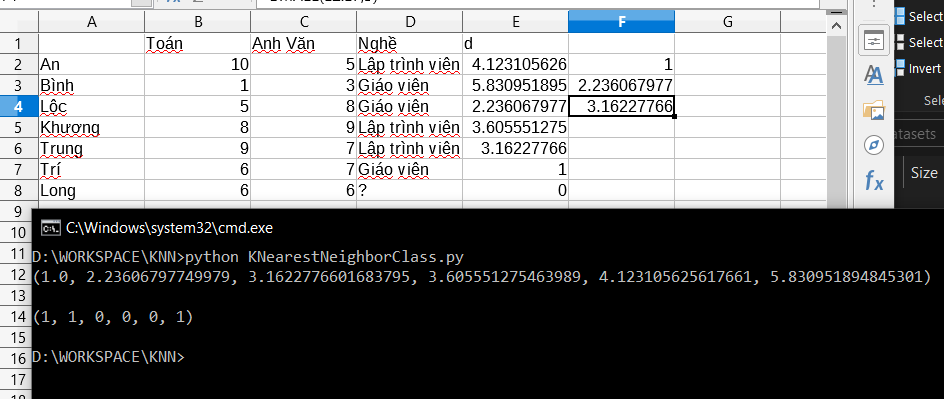 Select
Select
Invert
Selec
atasets
Size
A B C D E F G
1 Toán Anh Văn Nghề d
2 An 10 5 Lập trình viên 4.123105626 1
3 Bình 1 3 Giáo viên 5.830951895 2.236067977
4 Lộc 5 8 Giáo viên 2.236067977 3.16227766
5 Khương 8 9 Lập trình viên 3.605551275
6 Trung 9 7 Lập trình viên 3.16227766
7 Trí 6 7 Giáo viên 1
8 Long 6 6 ? 0
9
10
11
12
13
14
15
16
17
18
C:\Windows\system32\cmd.exe
D:\WORKSPACE\KNN>python KNearestNeighborClass.py
(1.0, 2.23606797749979, 3.1622776601683795, 3.605551275463989, 4.123105625617661, 5.830951894845301)
(1, 1, 0, 0, 0, 1)
D:\WORKSPACE\KNN>